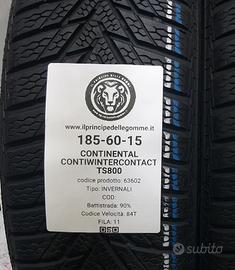 www.ilprincipedellegomme.it
185-60-15
CONTINENTAL
CONTIWINTERCONTACT
TS800
codice prodotto: 63602
Tipo: INVERNALI
COD:
Battistrada: 90%
Codice Velocità: 84T
FILA: 11
subito